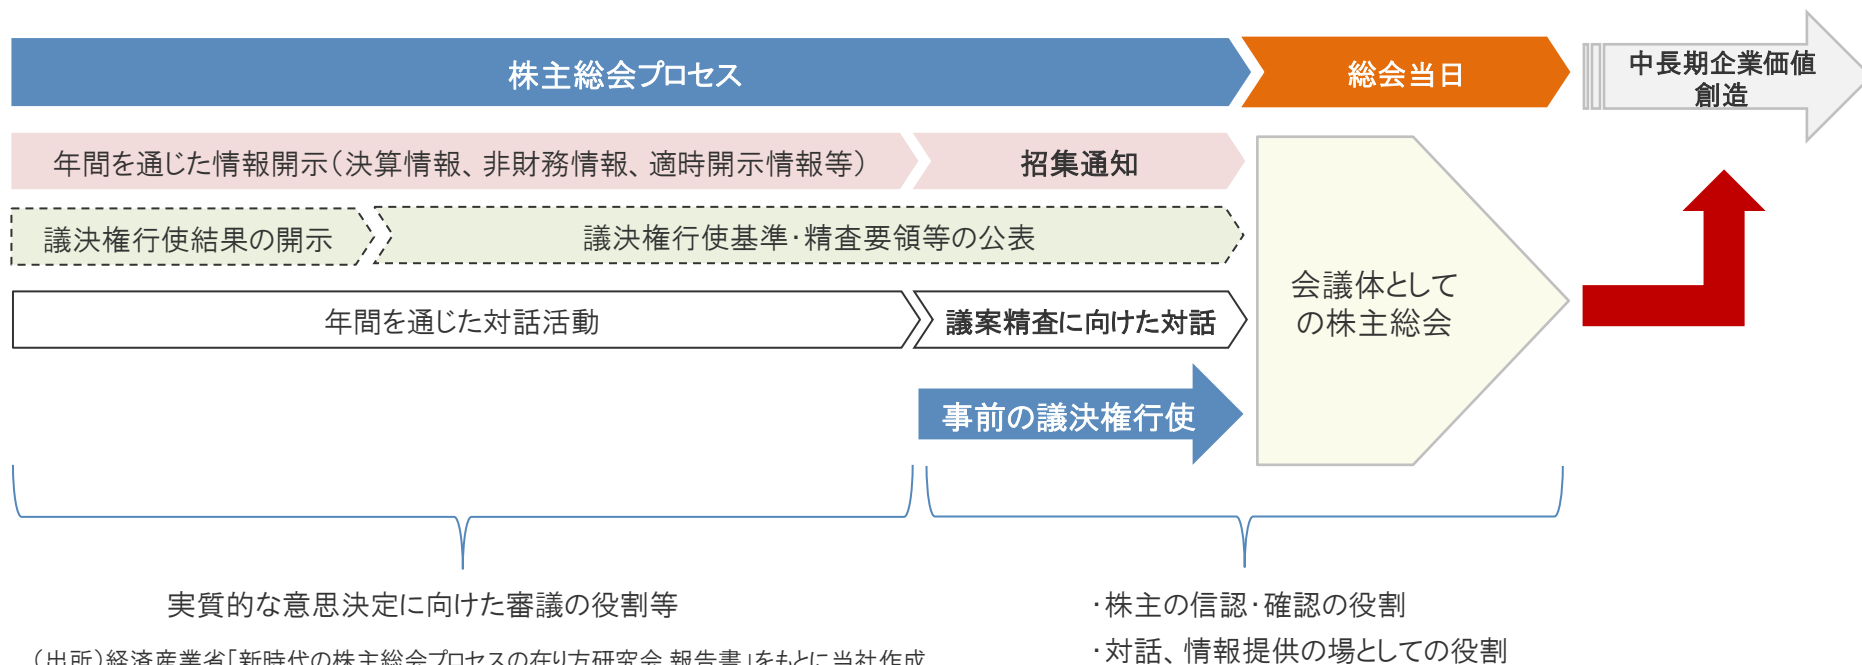 株主総会プロセス
総会当日
中長期企業価値
創造
年間を通じた情報開示（決算情報、非財務情報、適時開示情報等）
招集通知
議決権行使結果の開示
議決権行使基準・精査要領等の公表
年間を通じた対話活動
議案精査に向けた対話
会議体として
の株主総会
事前の議決権行使
実質的な意思決定に向けた審議の役割等
・株主の信認・確認の役割
・対話、情報提供の場としての役割
（出所）経済産業省「新時代の株主総会プロセスの在り方研究会 報告書」をもとに当社作成